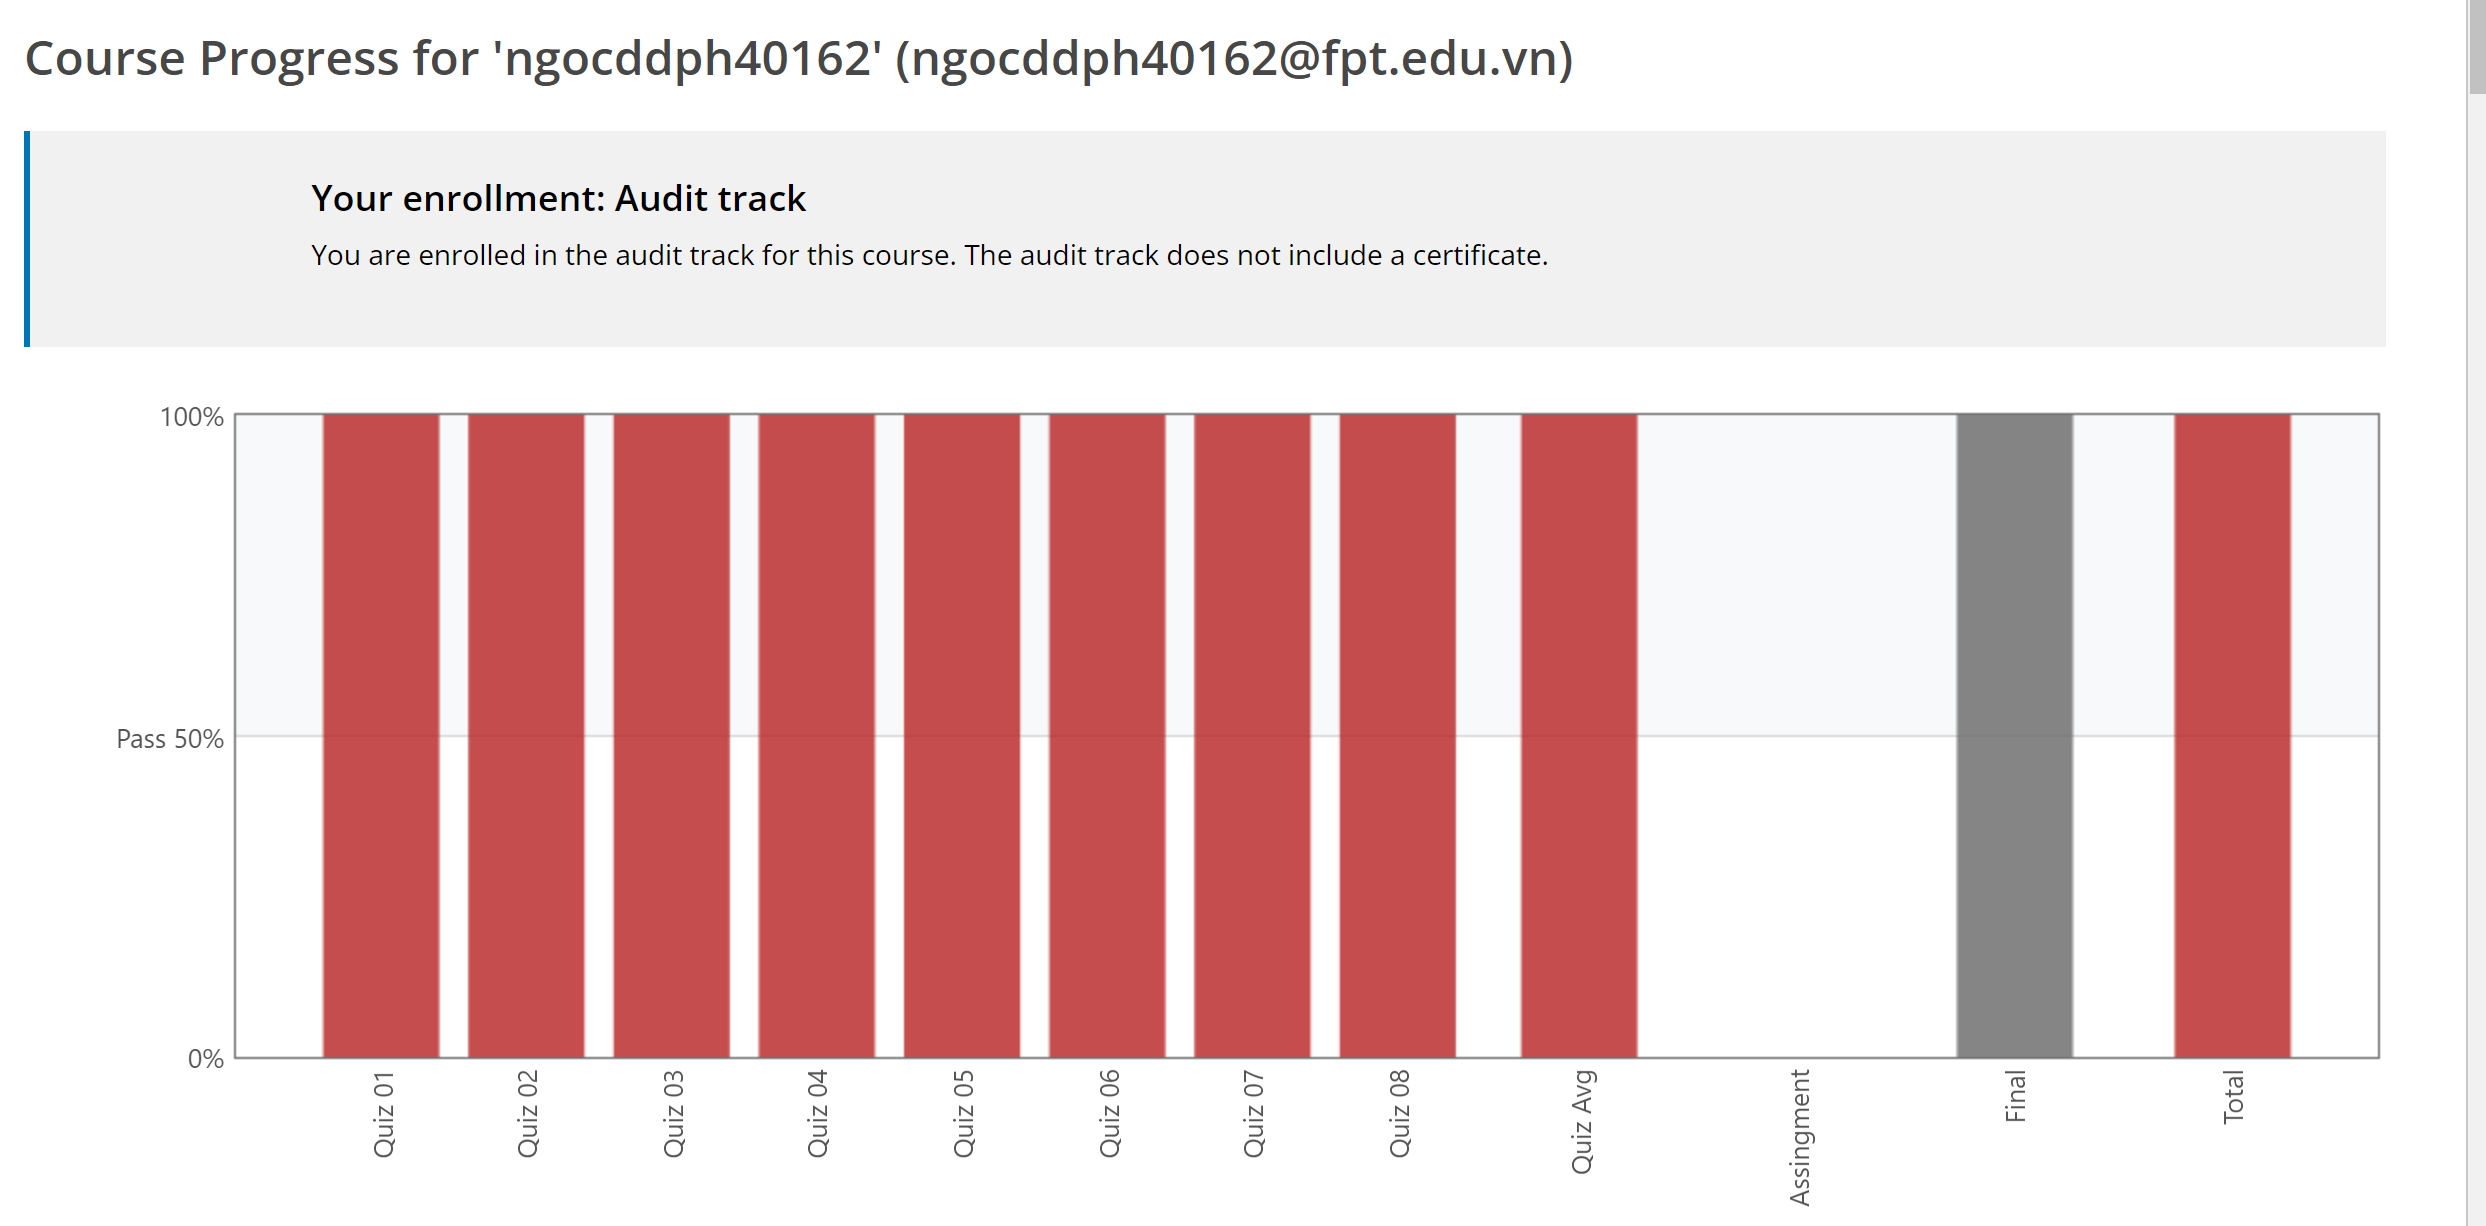 Course Progress for 'ngocddph40162' (ngocddph40162@fpt.edu.vn)
Your enrollment: Audit track
You are enrolled in the audit track for this course. The audit track does not include a certificate.
100%
Pass 50%
0%
Quiz 01
Quiz 02
Quiz 03
Quiz 04
Quiz 05
Quiz 06
Quiz 07
Quiz 08
Quiz Avg
Assingment
Final
Total